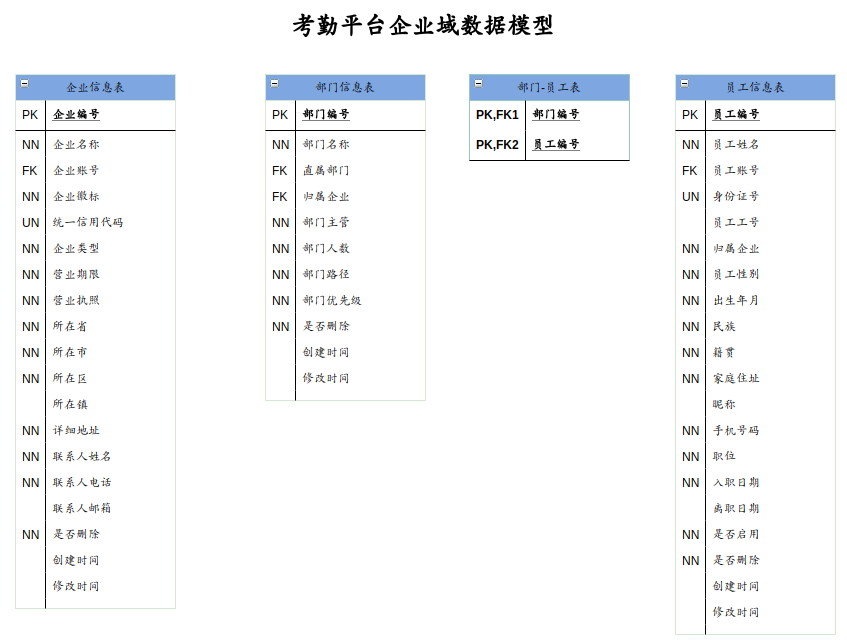 考勤平台企业域数据模型
企业信息表
PK 企业编号
NN 企业名称
FK 企业账号
NN 企业徽标
UN 统一信用代码
NN 企业类型
NN 营业期限
NN 营业执照
NN 所在省
NN 所在市
NN 所在区
所在镇
NN 详细地址
NN 联系人姓名
NN 联系人电话
联系人邮箱
NN 是否删除
创建时间
修改时间
部门信息表
PK 部门编号
NN 部门名称
FK 直属部门
FK 归属企业
NN 部门主管
NN 部门人数
NN 部门路径
NN 部门优先级
NN 是否删除
创建时间
修改时间
部门-员工表
PK,FK1 部门编号
PK,FK2 员工编号
员工信息表
PK 员工编号
NN 员工姓名
FK 员工账号
UN 身份证号
员工工号
NN 归属企业
NN 员工性别
NN 出生年月
NN 民族
NN 籍贯
NN 家庭住址
昵称
NN 手机号码
NN 职位
NN 入职日期
离职日期
NN 是否启用
NN 是否删除
创建时间
修改时间